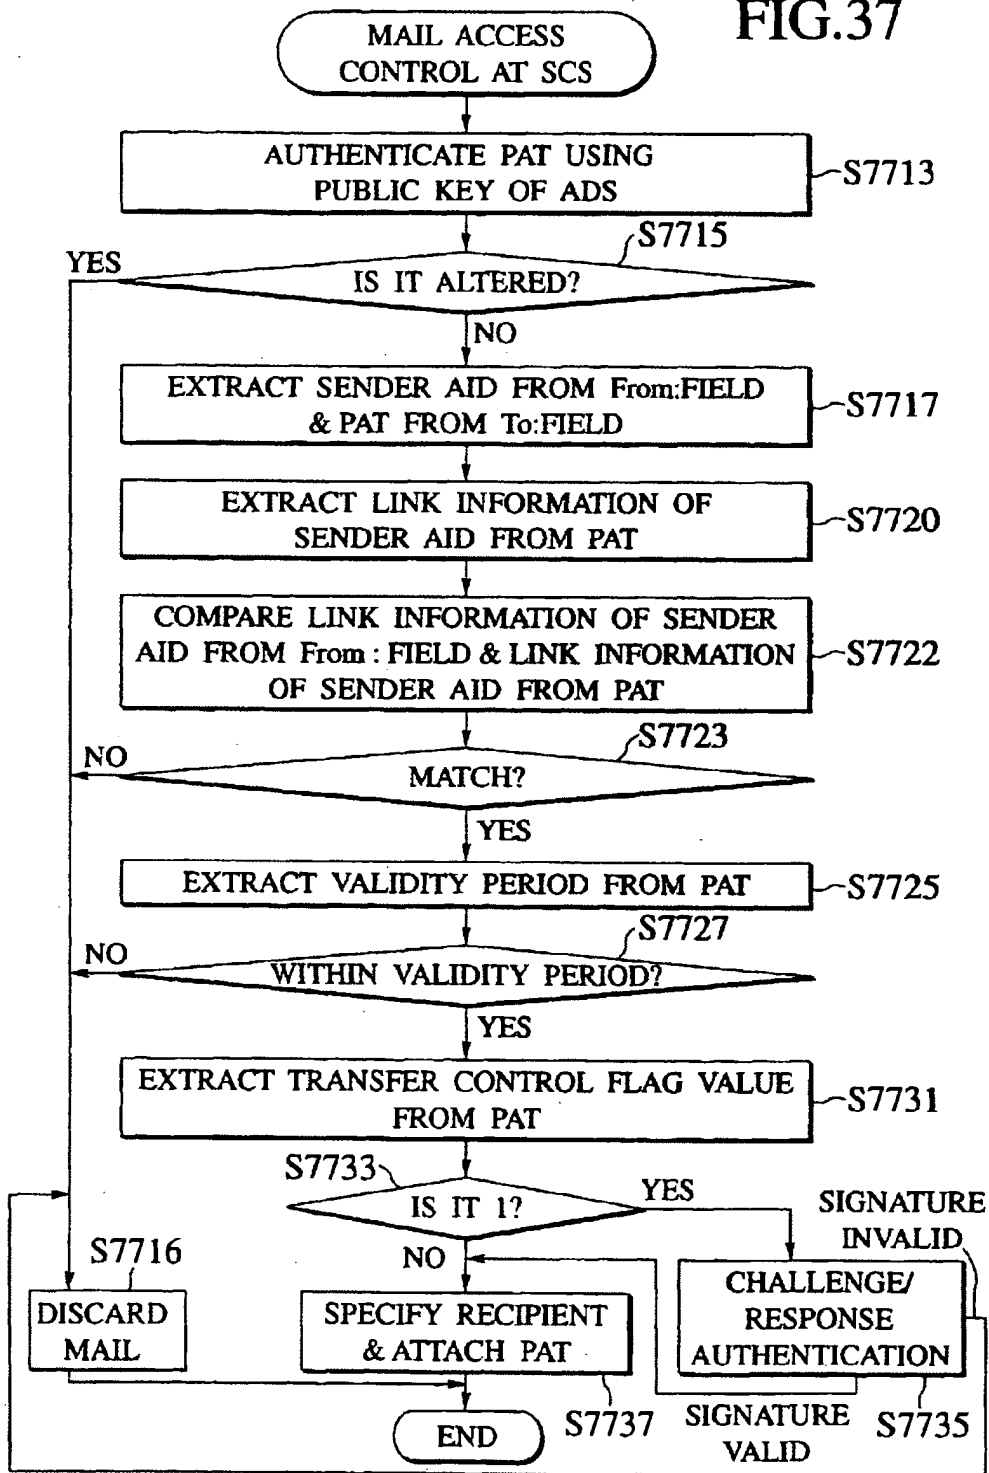 FIG.37
MAIL ACCESS
CONTROL AT SCS
AUTHENTICATE PAT USING
PUBLIC KEY OF ADS
S7713
S7715
YES
IS IT ALTERED?
NO
EXTRACT SENDER AID FROM From:FIELD
& PAT FROM To:FIELD
S7717
EXTRACT LINK INFORMATION OF
SENDER AID FROM PAT
S7720
COMPARE LINK INFORMATION OF SENDER
AID FROM From : FIELD & LINK INFORMATION
OF SENDER AID FROM PAT
S7722
S7723
NO
MATCH?
YES
EXTRACT VALIDITY PERIOD FROM PAT
S7725
S7727
NO
WITHIN VALIDITY PERIOD?
YES
EXTRACT TRANSFER CONTROL FLAG VALUE
FROM PAT
S7731
S7733
IS IT 1?
YES
NO
SIGNATURE
INVALID
S7716
DISCARD
MAIL
SPECIFY RECIPIENT
& ATTACH PAT
S7737
CHALLENGE/
RESPONSE
AUTHENTICATION
S7735
SIGNATURE
VALID
END